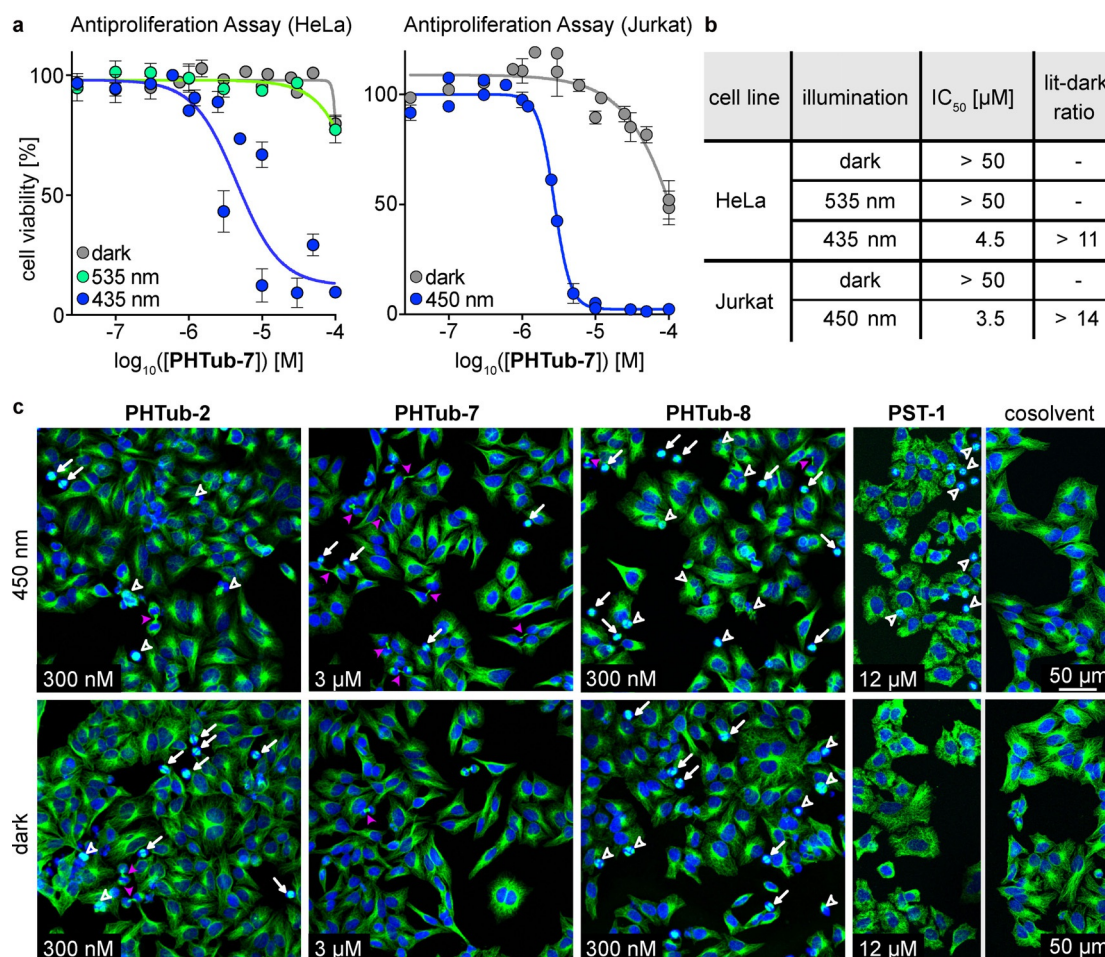 a
Antiproliferation Assay (HeLa)
100
50
0
cell viability [%]
dark
535 nm
435 nm
-7 -6 -5 -4
log10([PHTub-7]) [M]
Antiproliferation Assay (Jurkat)
100
50
0
dark
450 nm
-7 -6 -5 -4
log10([PHTub-7]) [M]
b
cell line illumination IC50 [µM] lit-dark ratio
HeLa
dark > 50 -
535 nm > 50 -
435 nm 4.5 > 11
Jurkat
dark > 50 -
450 nm 3.5 > 14
c
PHTub-2 PHTub-7 PHTub-8 PST-1 cosolvent
450 nm
300 nM 3 µM 300 nM 12 µM 50 µm
dark
300 nM 3 µM 300 nM 12 µM 50 µm